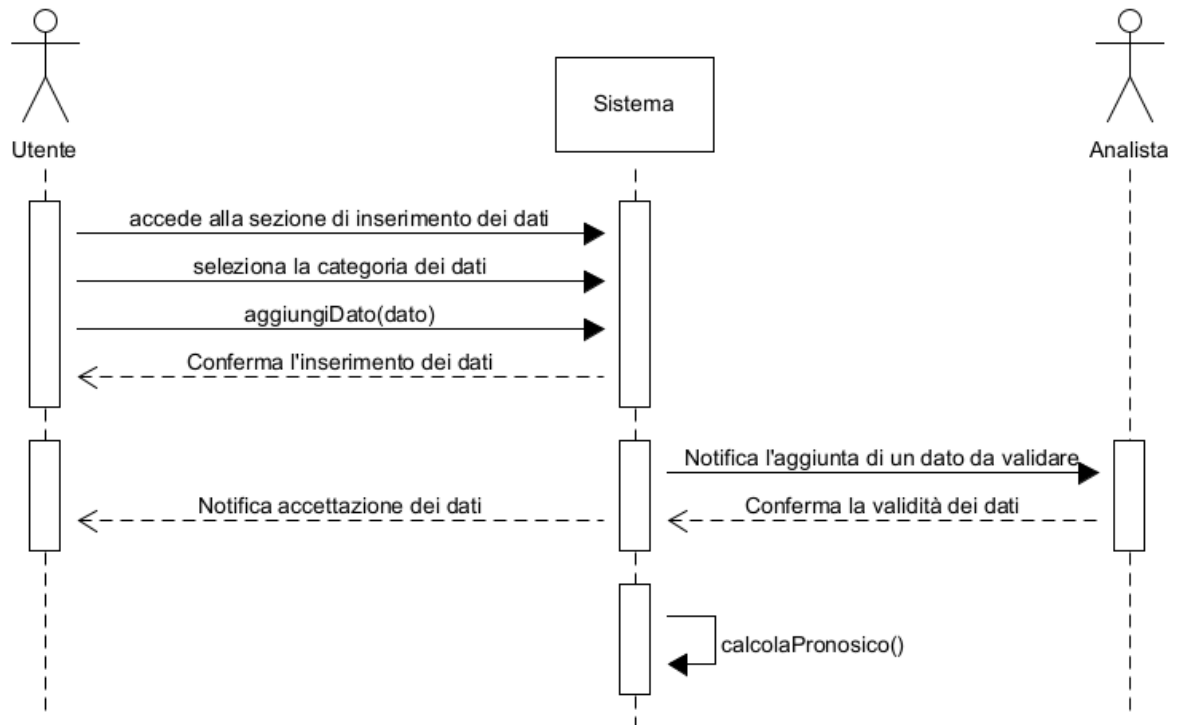 Utente
Sistema
Analista
accede alla sezione di inserimento dei dati
seleziona la categoria dei dati
aggiungiDato(dato)
Conferma l'inserimento dei dati
Notifica l'aggiunta di un dato da validare
Notifica accettazione dei dati
Conferma la validità dei dati
calcolaPronosico()